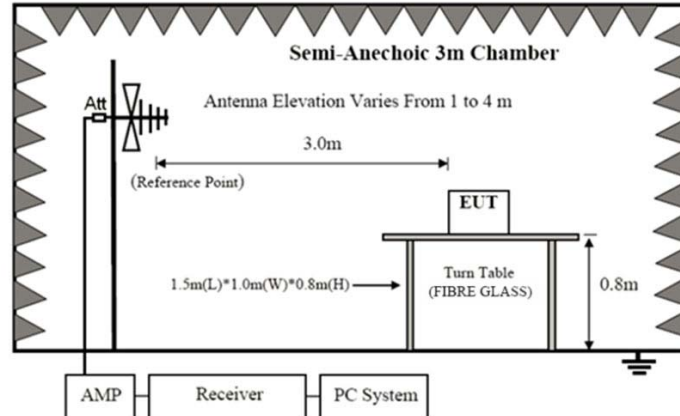 Semi-Anechoic 3m Chamber
Att
Antenna Elevation Varies From 1 to 4 m
3.0m
(Reference Point)
EUT
1.5m(L)*1.0m(W)*0.8m(H)
Turn Table
(FIBRE GLASS)
0.8m
AMP
Receiver
PC System